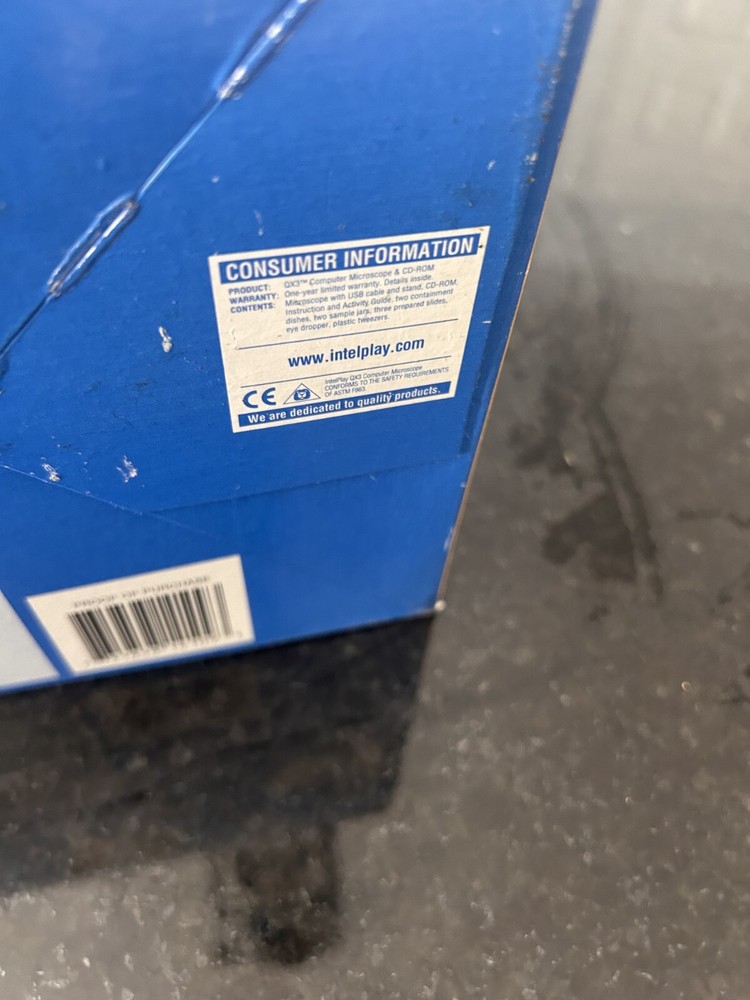 CONSUMER INFORMATION
PRODUCT: QX3™ Computer Microscope & CD-ROM
WARRANTY: One-year limited warranty. Details inside.
CONTENTS: Microscope with USB cable and stand, CD-ROM,
Instruction and Activity Guide, two containment
dishes, two sample jars, three prepared slides,
eye dropper, plastic tweezers.
www.intelplay.com
IntelPlay QX3 Computer Microscope
CONFORMS TO THE SAFETY REQUIREMENTS
OF ASTM F963.
CE
We are dedicated to quality products.
PROOF OF PURCHASE